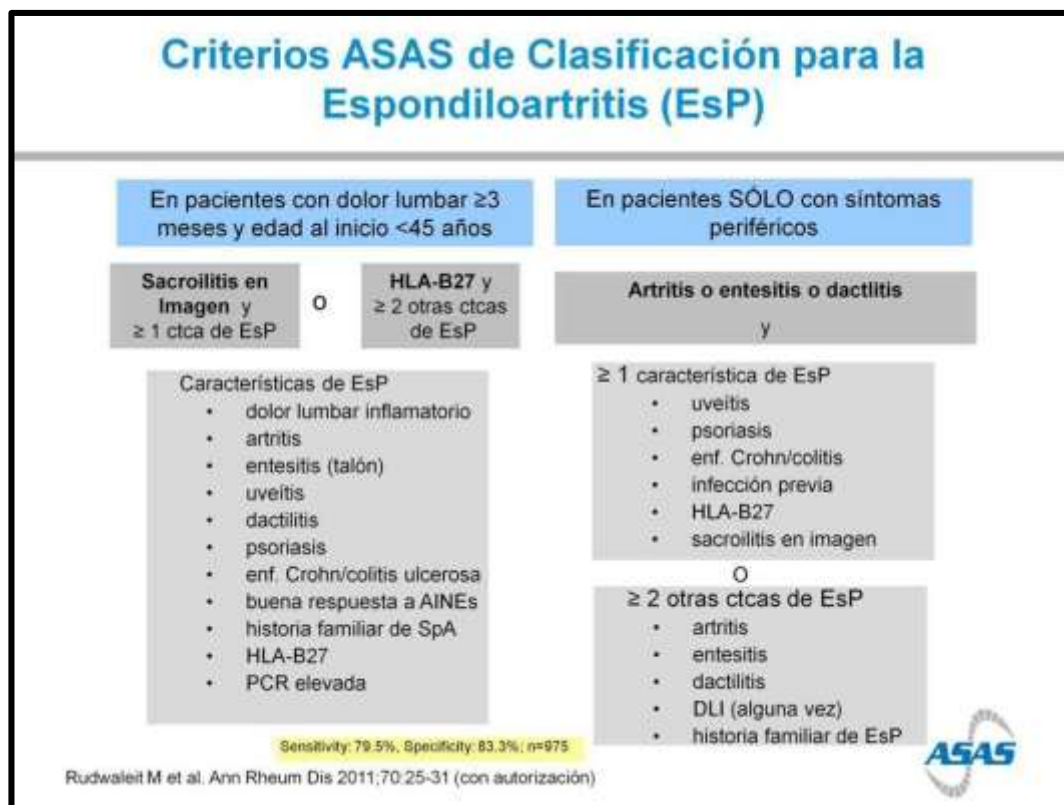 Criterios ASAS de Clasificación para la
Espondiloartritis (EsP)
En pacientes con dolor lumbar ≥3
meses y edad al inicio <45 años
Sacroilitis en
Imagen y
≥ 1 ctca de EsP
O
HLA-B27 y
≥ 2 otras ctcas
de EsP
Características de EsP
• dolor lumbar inflamatorio
• artritis
• entesitis (talón)
• uveítis
• dactilitis
• psoriasis
• enf. Crohn/colitis ulcerosa
• buena respuesta a AINEs
• historia familiar de SpA
• HLA-B27
• PCR elevada
En pacientes SÓLO con síntomas
periféricos
Artritis o entesitis o dactlitis
y
≥ 1 característica de EsP
• uveítis
• psoriasis
• enf. Crohn/colitis
• infección previa
• HLA-B27
• sacroilitis en imagen
O
≥ 2 otras ctcas de EsP
• artritis
• entesitis
• dactilitis
• DLI (alguna vez)
• historia familiar de EsP
Sensitivity: 79.5%, Specificity: 83.3%; n=975
Rudwaleit M et al. Ann Rheum Dis 2011;70:25-31 (con autorización)
ASAS